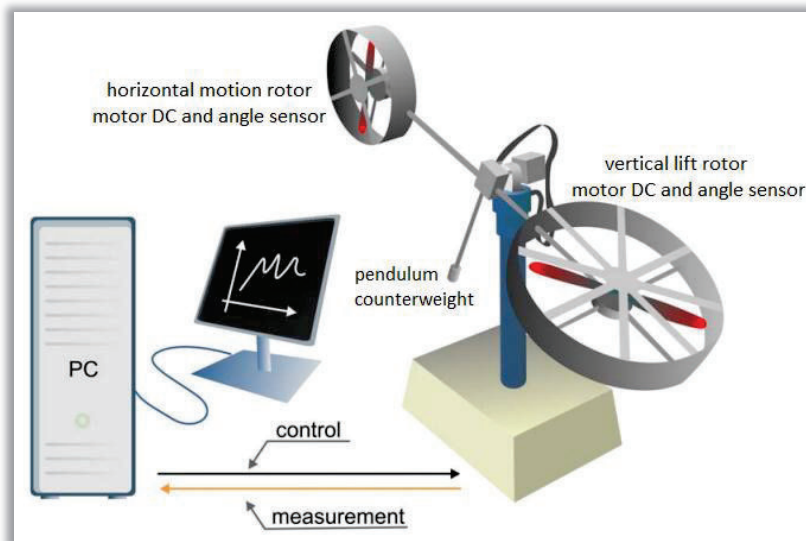 horizontal motion rotor
motor DC and angle sensor
vertical lift rotor
motor DC and angle sensor
pendulum
counterweight
PC
control
measurement